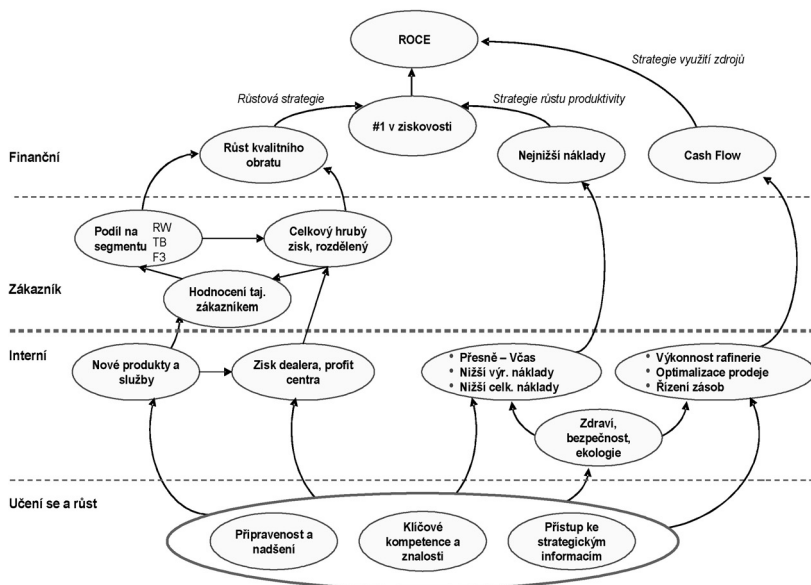 ROCE
Strategie využití zdrojů
Růstová strategie
Strategie růstu produktivity
#1 v ziskovosti
Finanční
Růst kvalitního
obratu
Nejnižší náklady
Cash Flow
Podíl na
segmentu
RW
TB
F3
Celkový hrubý
zisk, rozdělený
Zákazník
Hodnocení taj.
zákazníkem
Interní
Nové produkty a
služby
Zisk dealera, profit
centra
• Přesně – Včas
• Nižší výr. náklady
• Nižší celk. náklady
• Výkonnost rafinerie
• Optimalizace prodeje
• Řízení zásob
Zdraví,
bezpečnost,
ekologie
Učení se a růst
Připravenost a
nadšení
Klíčové
kompetence a
znalosti
Přístup ke
strategickým
informacím